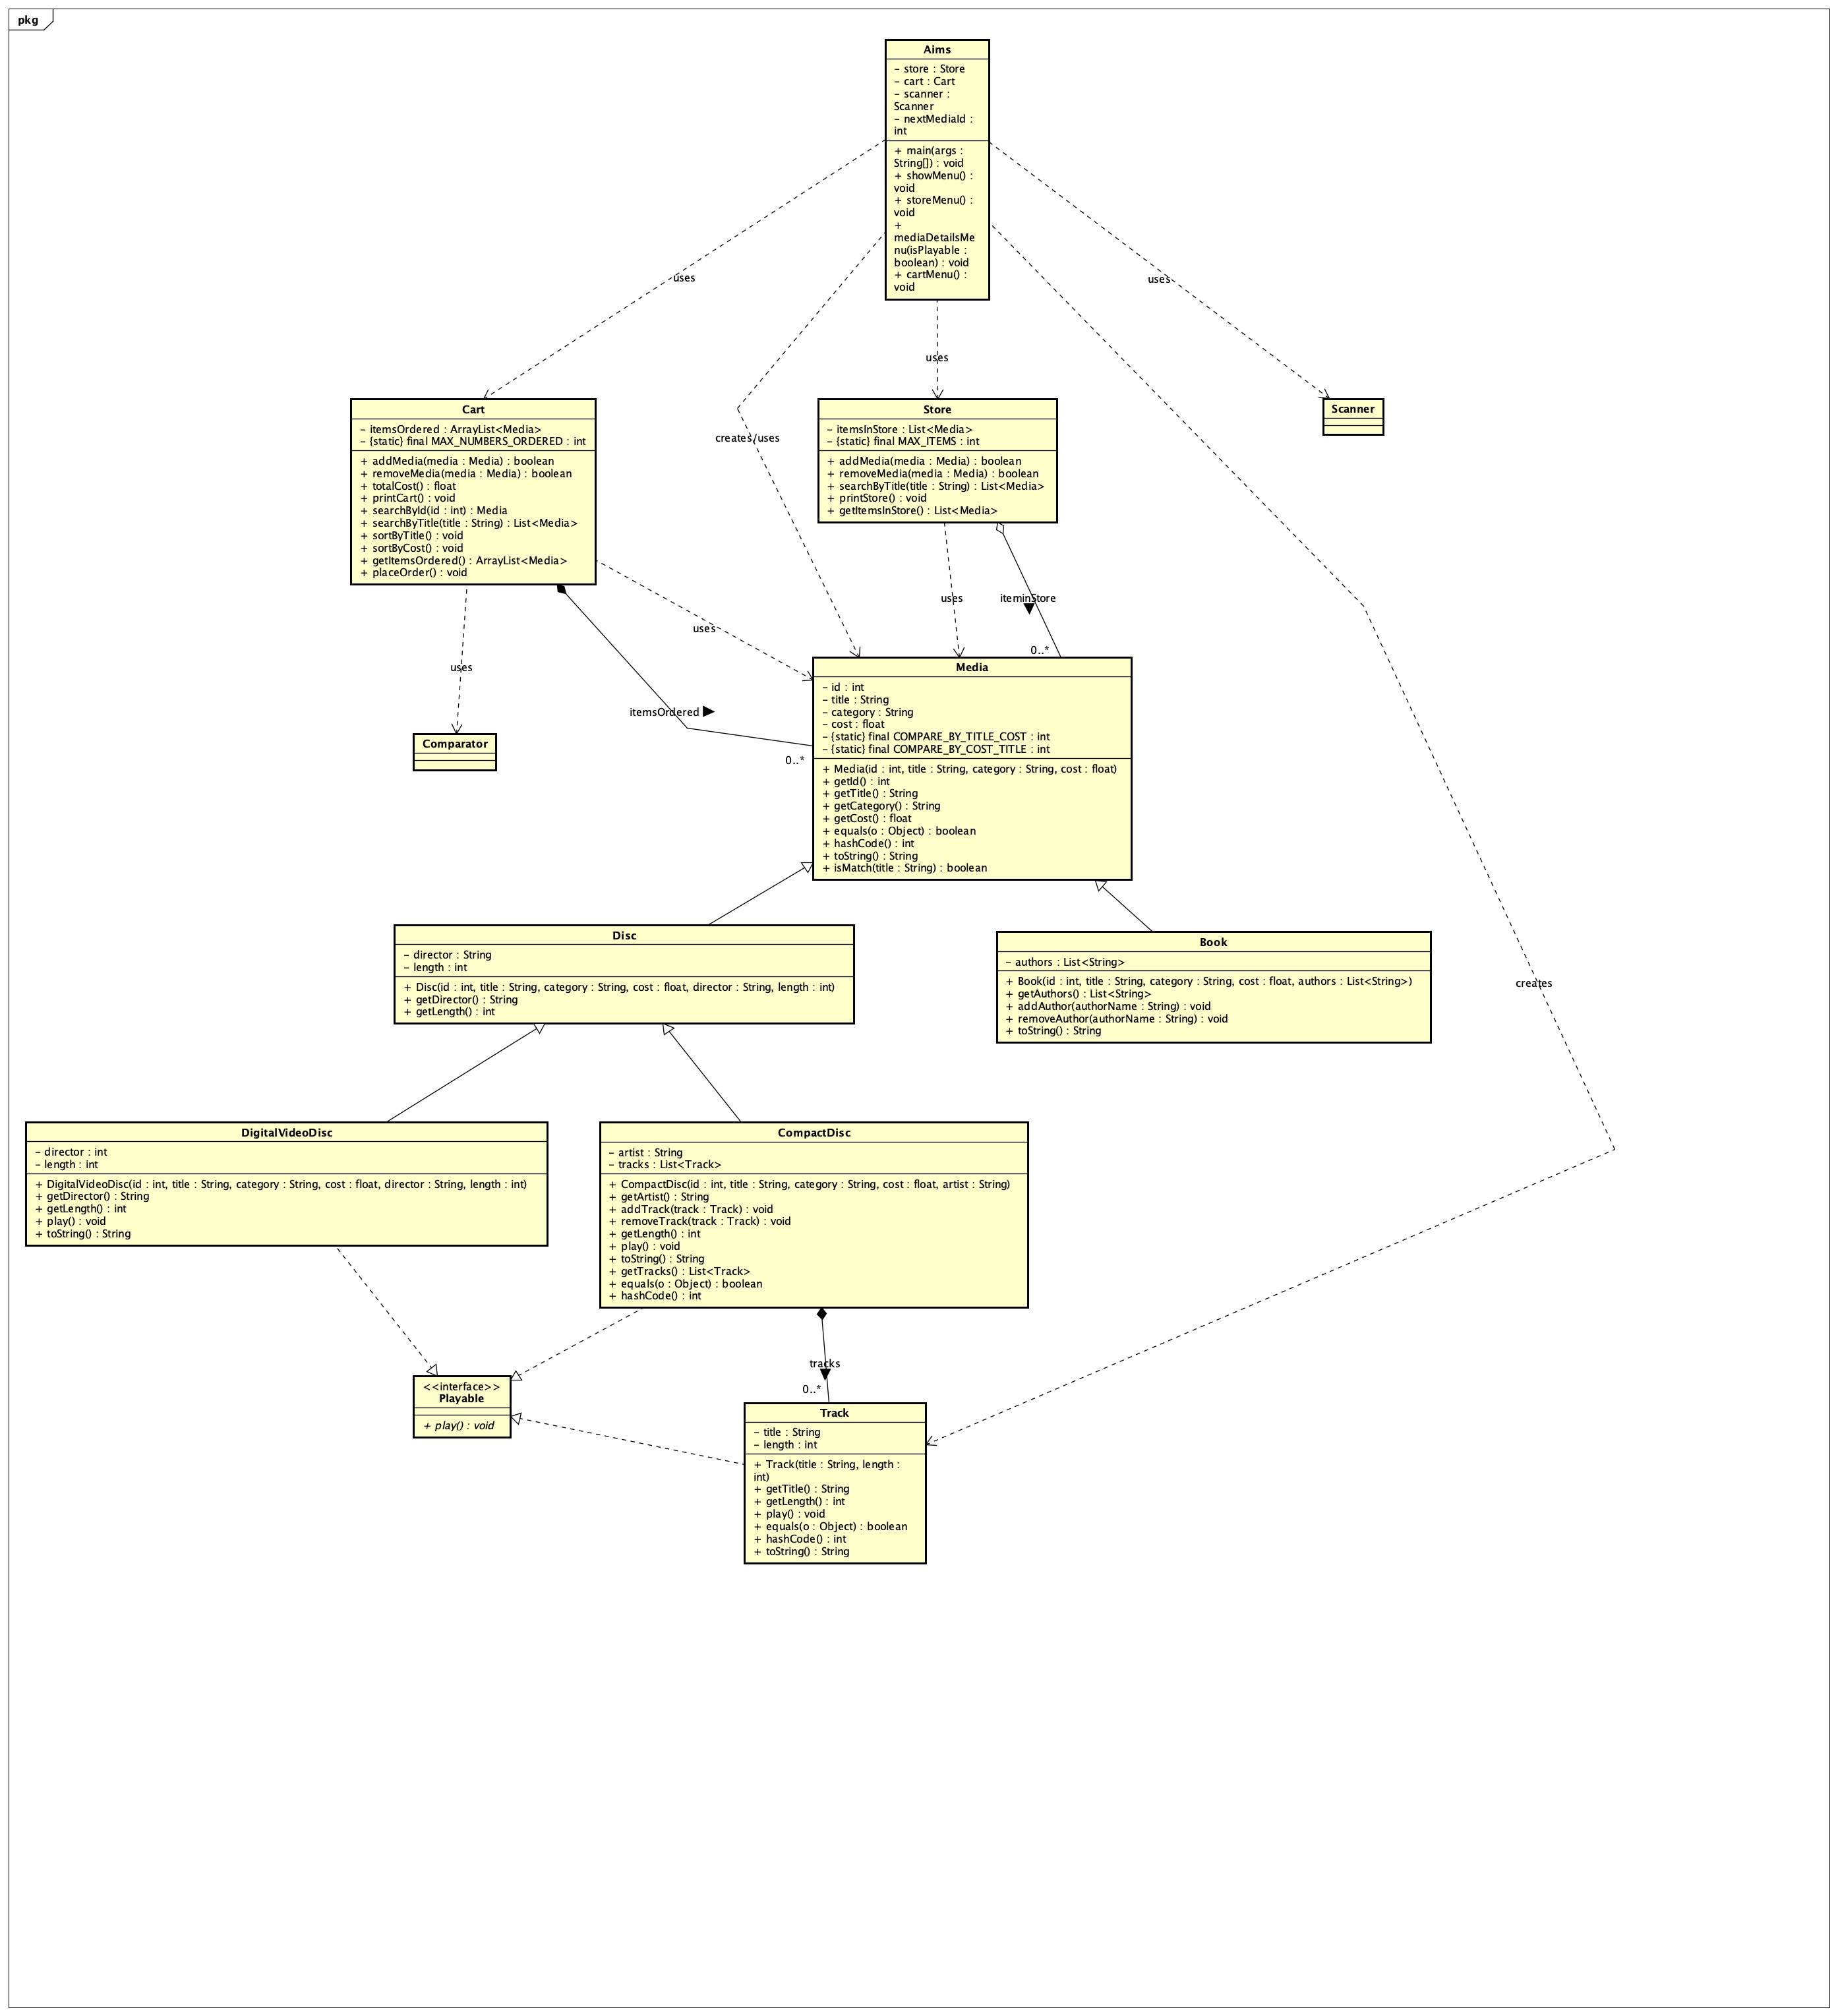 pkg
Aims
– store : Store
– cart : Cart
– scanner :
Scanner
– nextMediaId :
int
+ main(args :
String[]) : void
+ showMenu() :
void
+ storeMenu() :
void
+
mediaDetailsMe
nu(isPlayable :
boolean) : void
+ cartMenu() :
void
uses
uses
uses
creates/uses
Cart
– itemsOrdered : ArrayList<Media>
– {static} final MAX_NUMBERS_ORDERED : int
+ addMedia(media : Media) : boolean
+ removeMedia(media : Media) : boolean
+ totalCost() : float
+ printCart() : void
+ searchById(id : int) : Media
+ searchByTitle(title : String) : List<Media>
+ sortByTitle() : void
+ sortByCost() : void
+ getItemsOrdered() : ArrayList<Media>
+ placeOrder() : void
Store
– itemsInStore : List<Media>
– {static} final MAX_ITEMS : int
+ addMedia(media : Media) : boolean
+ removeMedia(media : Media) : boolean
+ searchByTitle(title : String) : List<Media>
+ printStore() : void
+ getItemsInStore() : List<Media>
Scanner
uses
iteminStore
uses
0..*
uses
itemsOrdered
0..*
Comparator
Media
– id : int
– title : String
– category : String
– cost : float
– {static} final COMPARE_BY_TITLE_COST : int
– {static} final COMPARE_BY_COST_TITLE : int
+ Media(id : int, title : String, category : String, cost : float)
+ getId() : int
+ getTitle() : String
+ getCategory() : String
+ getCost() : float
+ equals(o : Object) : boolean
+ hashCode() : int
+ toString() : String
+ isMatch(title : String) : boolean
Disc
– director : String
– length : int
+ Disc(id : int, title : String, category : String, cost : float, director : String, length : int)
+ getDirector() : String
+ getLength() : int
Book
– authors : List<String>
+ Book(id : int, title : String, category : String, cost : float, authors : List<String>)
+ getAuthors() : List<String>
+ addAuthor(authorName : String) : void
+ removeAuthor(authorName : String) : void
+ toString() : String
creates
DigitalVideoDisc
– director : int
– length : int
+ DigitalVideoDisc(id : int, title : String, category : String, cost : float, director : String, length : int)
+ getDirector() : String
+ getLength() : int
+ play() : void
+ toString() : String
CompactDisc
– artist : String
– tracks : List<Track>
+ CompactDisc(id : int, title : String, category : String, cost : float, artist : String)
+ getArtist() : String
+ addTrack(track : Track) : void
+ removeTrack(track : Track) : void
+ getLength() : int
+ play() : void
+ toString() : String
+ getTracks() : List<Track>
+ equals(o : Object) : boolean
+ hashCode() : int
tracks
0..*
<<interface>>
Playable
+ play() : void
Track
– title : String
– length : int
+ Track(title : String, length :
int)
+ getTitle() : String
+ getLength() : int
+ play() : void
+ equals(o : Object) : boolean
+ hashCode() : int
+ toString() : String